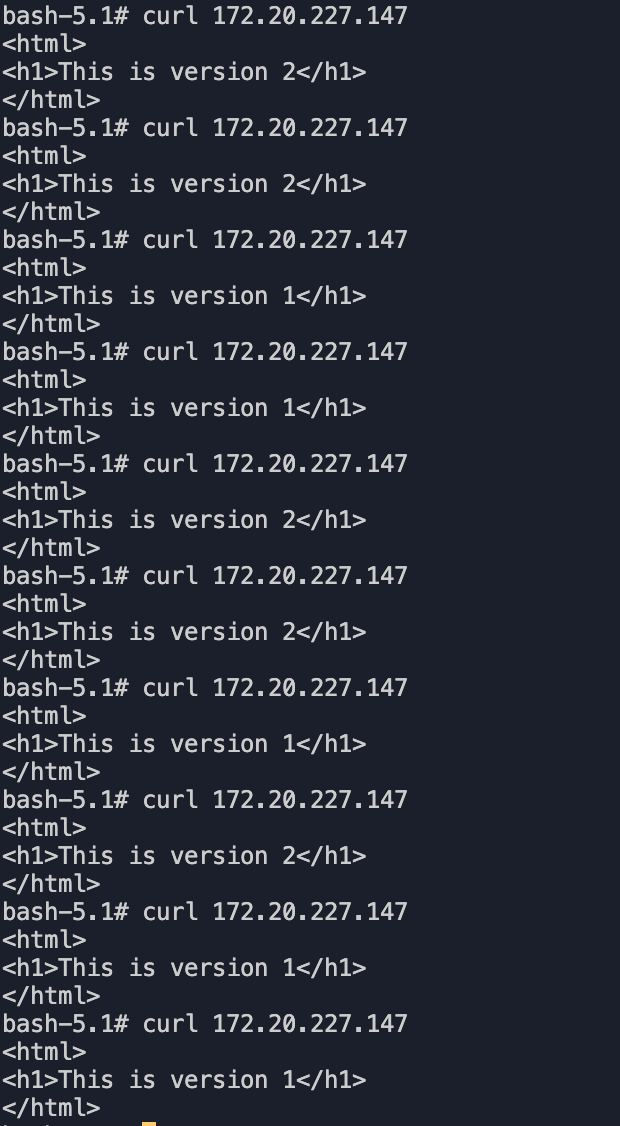 bash-5.1# curl 172.20.227.147
<html>
<h1>This is version 2</h1>
</html>
bash-5.1# curl 172.20.227.147
<html>
<h1>This is version 2</h1>
</html>
bash-5.1# curl 172.20.227.147
<html>
<h1>This is version 1</h1>
</html>
bash-5.1# curl 172.20.227.147
<html>
<h1>This is version 1</h1>
</html>
bash-5.1# curl 172.20.227.147
<html>
<h1>This is version 2</h1>
</html>
bash-5.1# curl 172.20.227.147
<html>
<h1>This is version 2</h1>
</html>
bash-5.1# curl 172.20.227.147
<html>
<h1>This is version 1</h1>
</html>
bash-5.1# curl 172.20.227.147
<html>
<h1>This is version 2</h1>
</html>
bash-5.1# curl 172.20.227.147
<html>
<h1>This is version 1</h1>
</html>
bash-5.1# curl 172.20.227.147
<html>
<h1>This is version 1</h1>
</html>